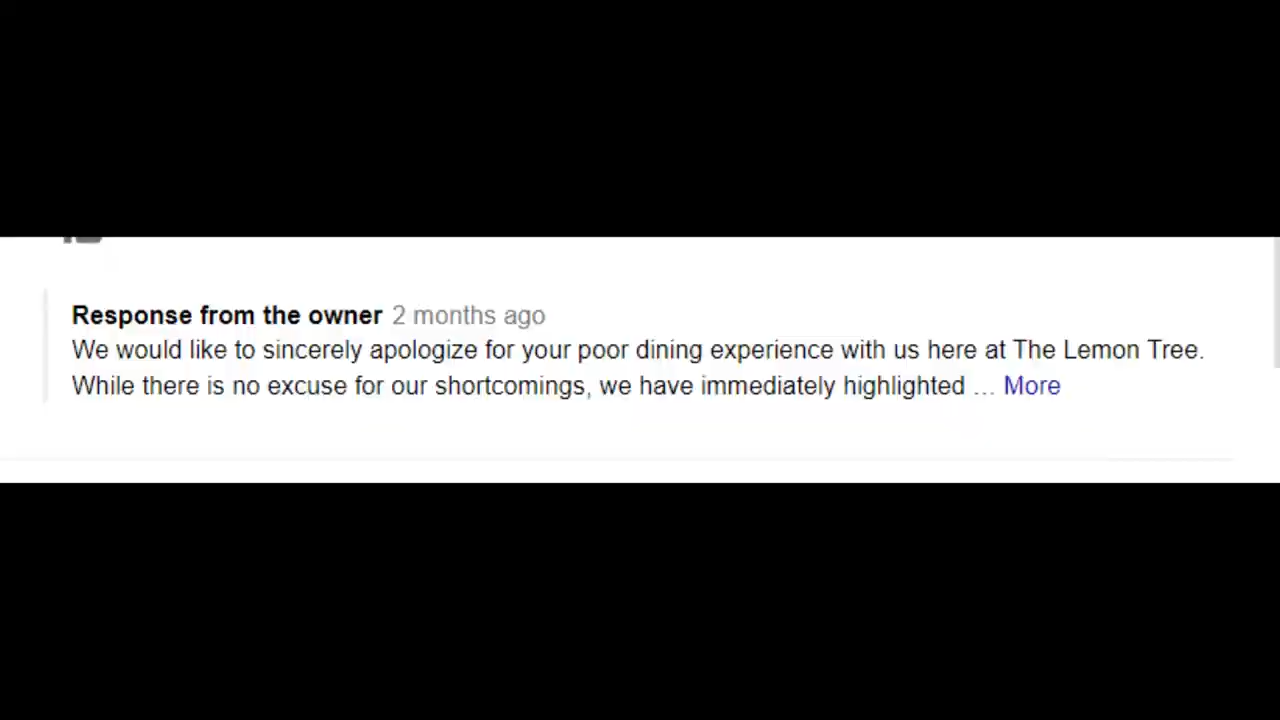 Response from the owner 2 months ago
We would like to sincerely apologize for your poor dining experience with us here at The Lemon Tree.
While there is no excuse for our shortcomings, we have immediately highlighted ... More